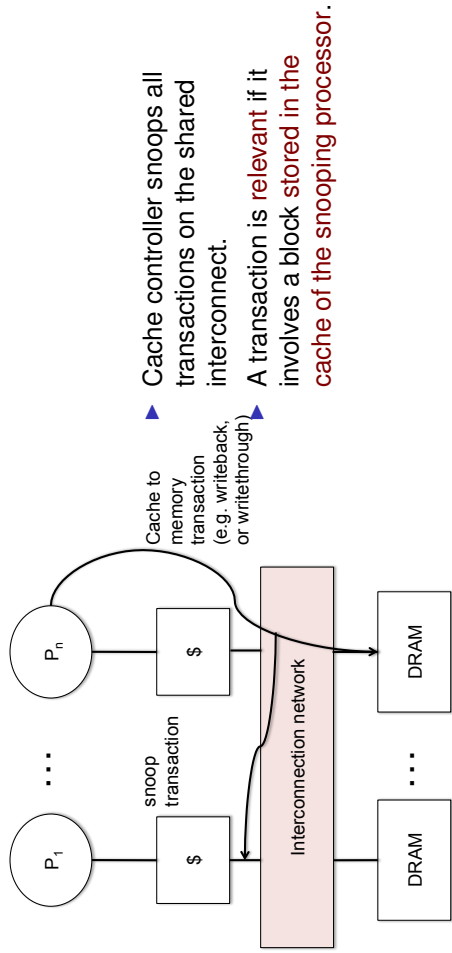 P1
...
Pn
snoop
transaction
$
$
Cache to
memory
transaction
(e.g. writeback,
or writethrough)
Interconnection network
DRAM
...
DRAM
▶ Cache controller snoops all
transactions on the shared
interconnect.
▶ A transaction is relevant if it
involves a block stored in the
cache of the snooping processor.